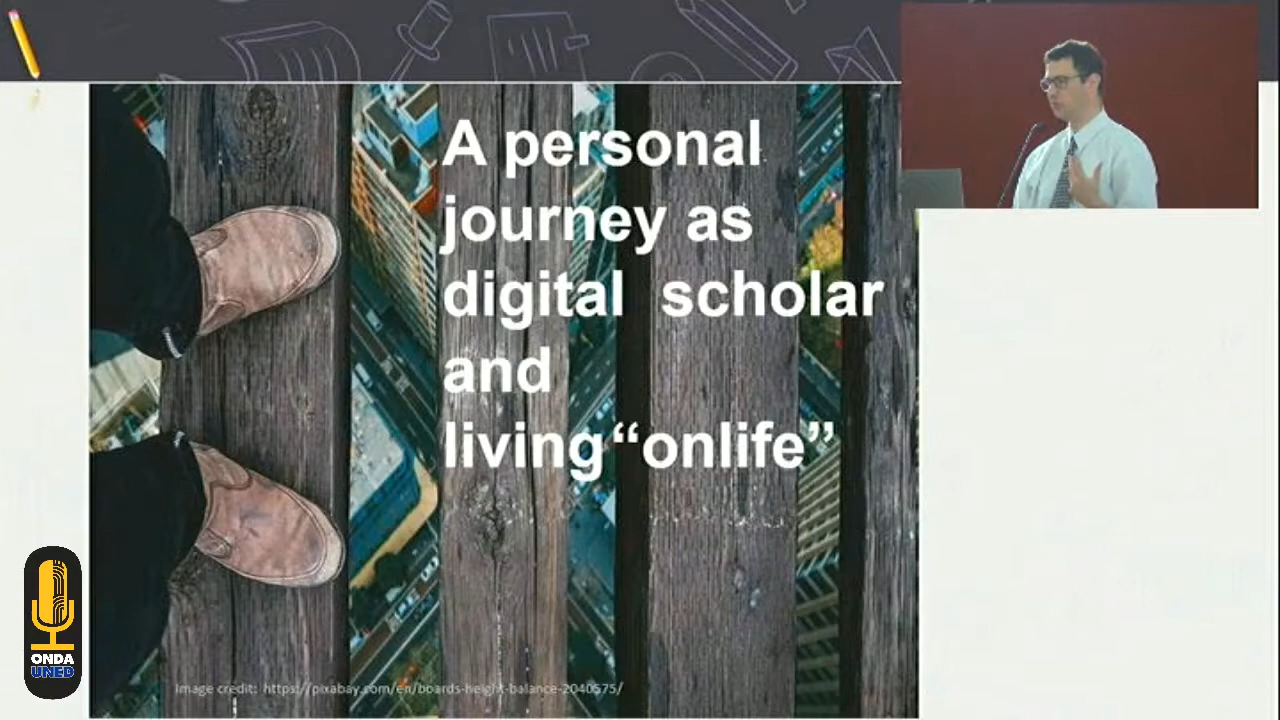 A personal
journey as
digital scholar
and
living “onlife”
ONDA
UNED
Image credit: https://pixabay.com/en/boards-height-balance-2040575/